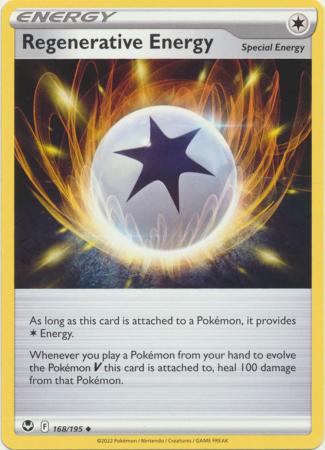 ENERGY
Regenerative Energy
Special Energy
As long as this card is attached to a Pokémon, it provides
Energy.
Whenever you play a Pokémon from your hand to evolve
the Pokémon V this card is attached to, heal 100 damage
from that Pokémon.
F 168/195
©2022 Pokémon / Nintendo / Creatures / GAME FREAK